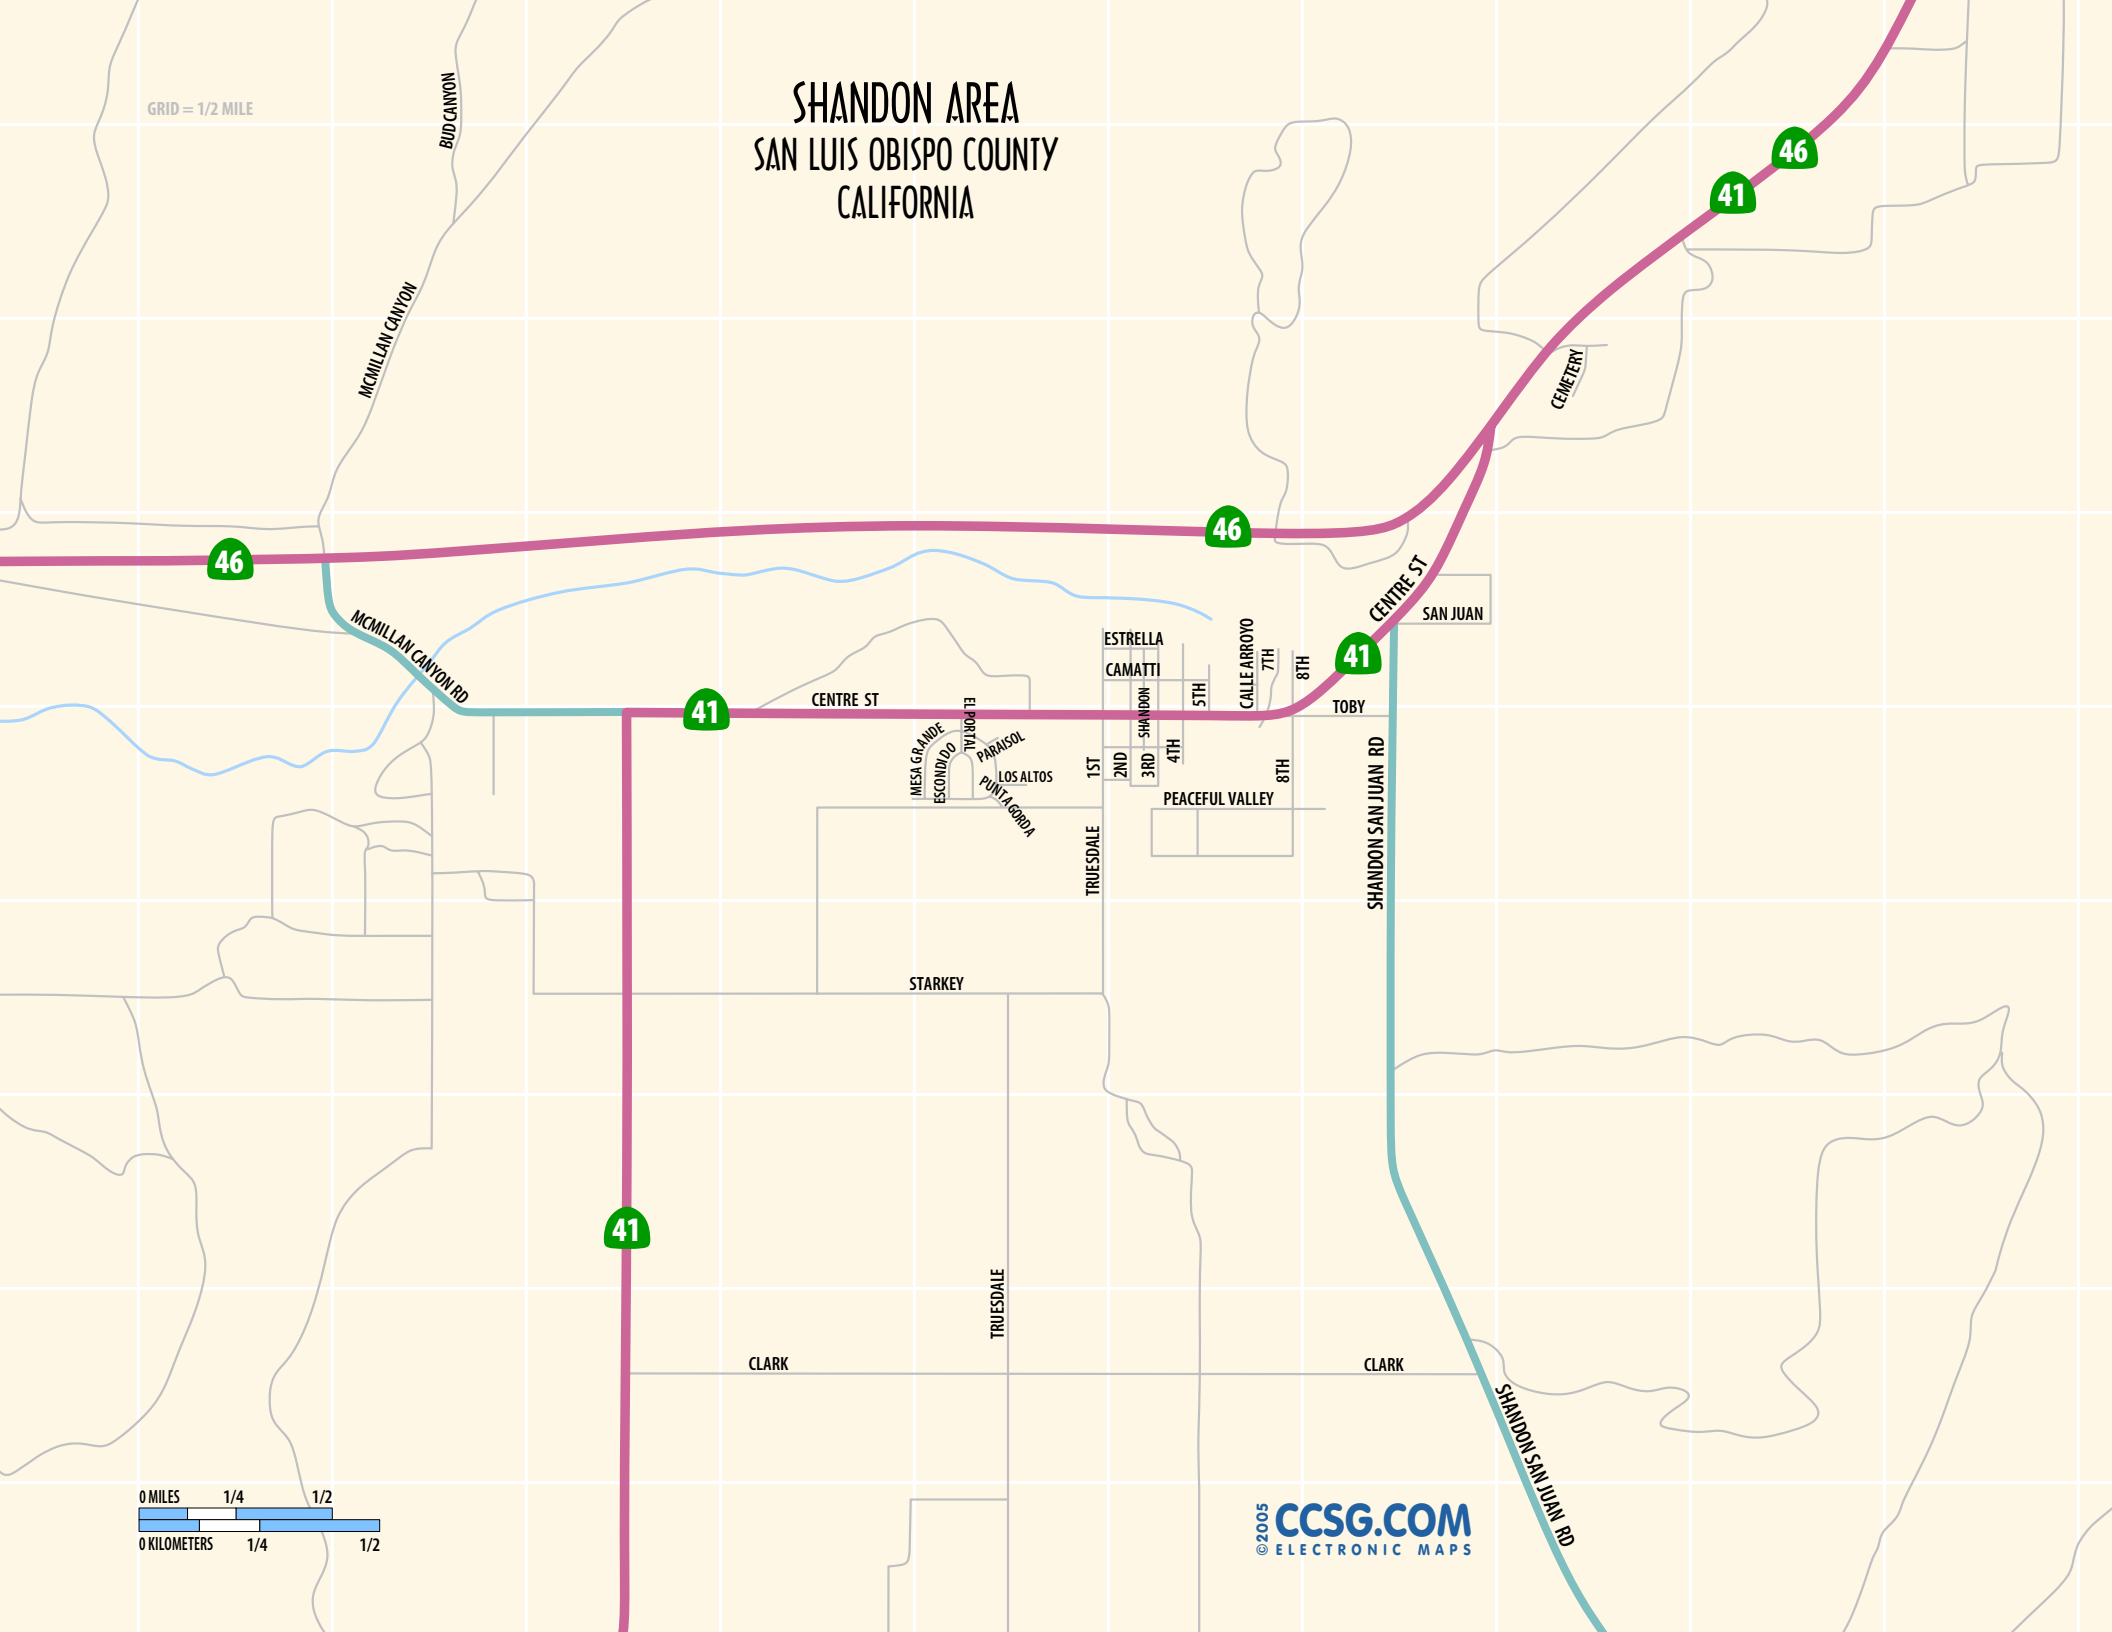 GRID = 1/2 MILE
SHANDON AREA
SAN LUIS OBISPO COUNTY
CALIFORNIA
BUD CANYON
46
41
MCMILLAN CANYON
CEMETERY
46
46
CENTRE ST
SAN JUAN
MCMILLAN CANYON RD
ESTRELLA
CAMATTI
CALLE ARROYO
7TH
8TH
41
5TH
SHANDON
CENTRE ST
41
EL PORTAL
TOBY
MESA GRANDE
ESCONDIDO
PARAISOL
LOS ALTOS
PUNTA GORDA
1ST
2ND
3RD
4TH
8TH
PEACEFUL VALLEY
SHANDON SAN JUAN RD
TRUESDALE
STARKEY
41
TRUESDALE
CLARK
CLARK
SHANDON SAN JUAN RD
0 MILES 1/4 1/2
0 KILOMETERS 1/4 1/2
©2005
CCSG.COM
ELECTRONIC MAPS